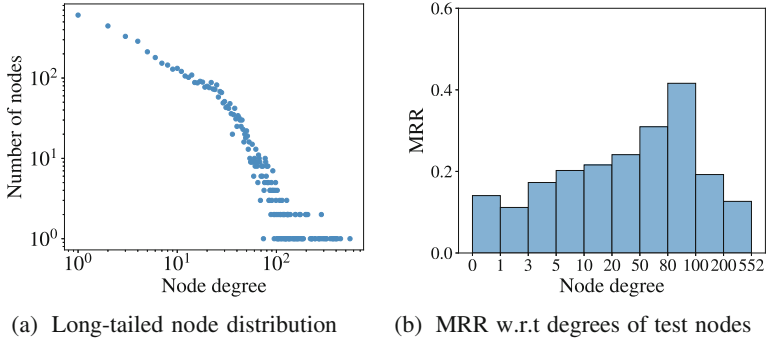 10²
10¹
10⁰
Number of nodes
10⁰ 10¹ 10²
Node degree
(a) Long-tailed node distribution
0.6
0.4
0.2
0.0
MRR
0 1 3 5 10 20 50 80 100 200 552
Node degree
(b) MRR w.r.t degrees of test nodes